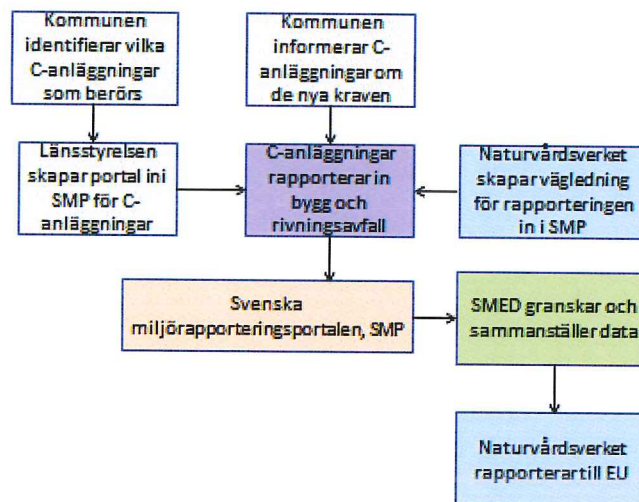 Kommunen
identifierar vilka
C-anläggningar
som berörs
Kommunen
informerar C-
anläggningar om
de nya kraven
Länsstyrelsen
skapar portal ini
SMP för C-
anläggningar
C-anläggningar
rapporterar in
bygg och
rivningsavfall
Naturvårdsverket
skapar vägledning
för rapporteringen
in i SMP
Svenska
miljörapporteringsportalen, SMP
SMED granskar och
sammanställer data
Naturvårdsverket
rapporterar till EU